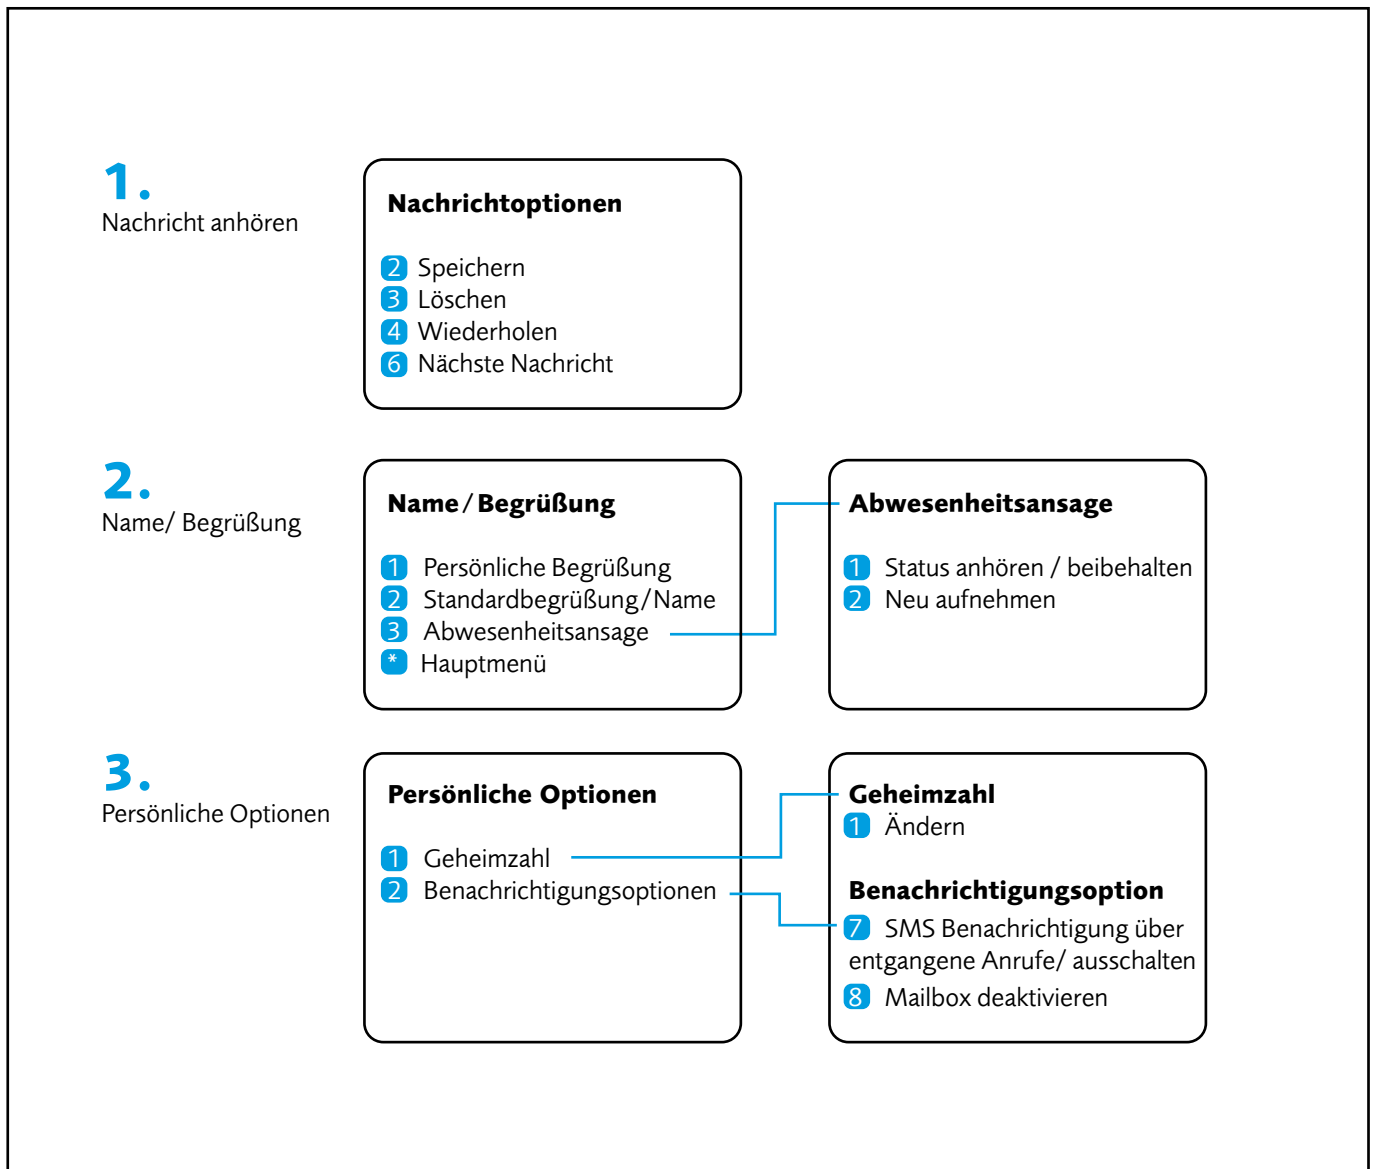 1.
Nachricht anhören
Nachrichtoptionen
2 Speichern
3 Löschen
4 Wiederholen
6 Nächste Nachricht
2.
Name/ Begrüßung
Name/Begrüßung
1 Persönliche Begrüßung
2 Standardbegrüßung/Name
3 Abwesenheitsansage
* Hauptmenü
Abwesenheitsansage
1 Status anhören / beibehalten
2 Neu aufnehmen
3.
Persönliche Optionen
Persönliche Optionen
1 Geheimzahl
2 Benachrichtigungsoptionen
Geheimzahl
1 Ändern
Benachrichtigungsoption
7 SMS Benachrichtigung über
entgangene Anrufe/ ausschalten
8 Mailbox deaktivieren